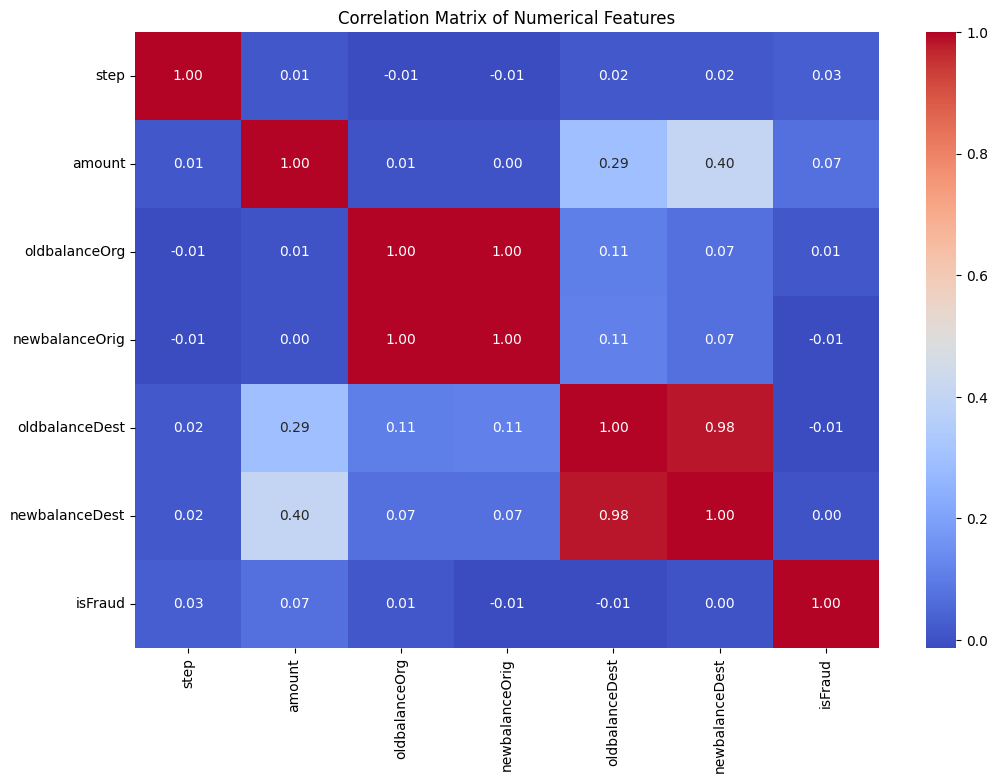 Correlation Matrix of Numerical Features
step 1.00 0.01 -0.01 -0.01 0.02 0.02 0.03
amount 0.01 1.00 0.01 0.00 0.29 0.40 0.07
oldbalanceOrg -0.01 0.01 1.00 1.00 0.11 0.07 0.01
newbalanceOrig -0.01 0.00 1.00 1.00 0.11 0.07 -0.01
oldbalanceDest 0.02 0.29 0.11 0.11 1.00 0.98 -0.01
newbalanceDest 0.02 0.40 0.07 0.07 0.98 1.00 0.00
isFraud 0.03 0.07 0.01 -0.01 -0.01 0.00 1.00
step
amount
oldbalanceOrg
newbalanceOrig
oldbalanceDest
newbalanceDest
isFraud
1.0
0.8
0.6
0.4
0.2
0.0